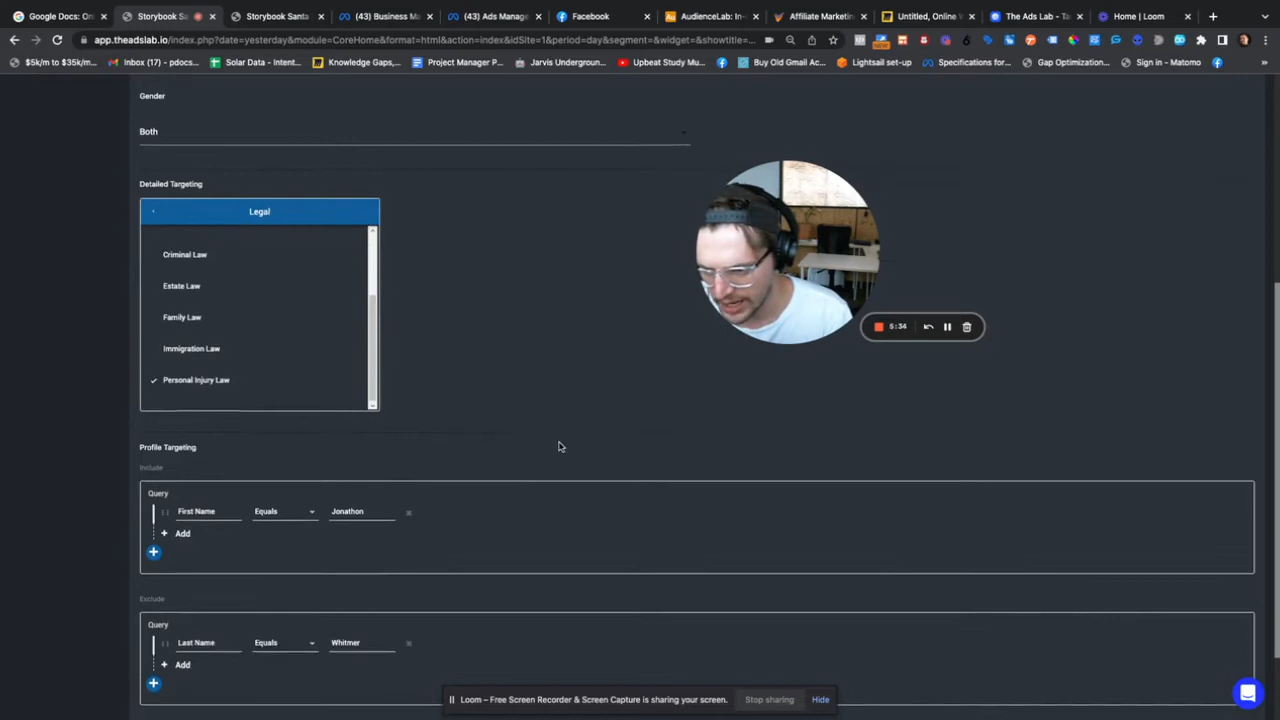 Storybook Sa
Storybook Santa
(43) Business M
(43) Ads Manage
Facebook
AudienceLab: In-
Affiliate Marketin
Untitled, Online W
The Ads Lab - Ta
Home | Loom
Google Docs: Onl
app.theadslab.io/index.php?date=yesterday&module=CoreHome&format=html&action=index&idSite=1&period=day&segment=&widget=&showtitle=...
$5k/m to $35k/m...
Inbox (17) - pdocs...
Solar Data - Intent...
Knowledge Gaps,...
Project Manager P...
Jarvis Undergroun...
Upbeat Study Mu...
Buy Old Gmail Ac...
Lightsail set-up
Specifications for...
Gap Optimization...
Sign in - Matomo
NEW
Gender
Both
Detailed Targeting
Legal
Criminal Law
Estate Law
Family Law
Immigration Law
Personal Injury Law
5:34
Profile Targeting
Include
Query
First Name Equals Jonathon
+ Add
Exclude
Query
Last Name Equals Whitmer
+ Add
Loom – Free Screen Recorder & Screen Capture is sharing your screen. Stop sharing Hide